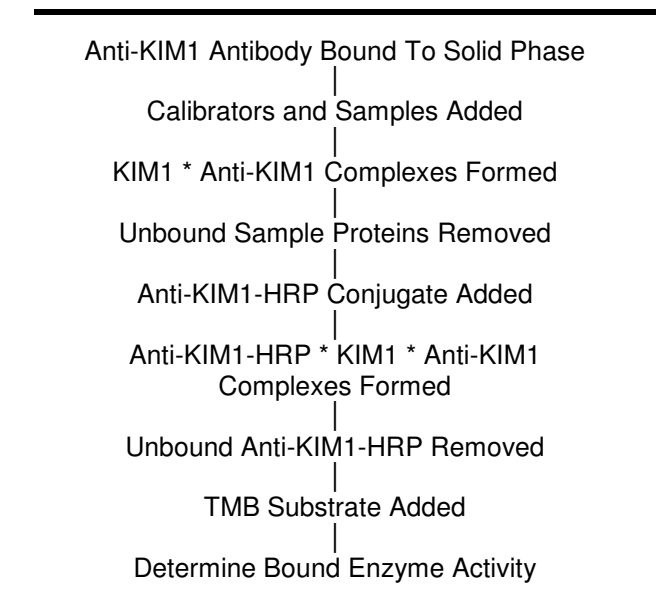 Anti-KIM1 Antibody Bound To Solid Phase
Calibrators and Samples Added
KIM1 * Anti-KIM1 Complexes Formed
Unbound Sample Proteins Removed
Anti-KIM1-HRP Conjugate Added
Anti-KIM1-HRP * KIM1 * Anti-KIM1
Complexes Formed
Unbound Anti-KIM1-HRP Removed
TMB Substrate Added
Determine Bound Enzyme Activity